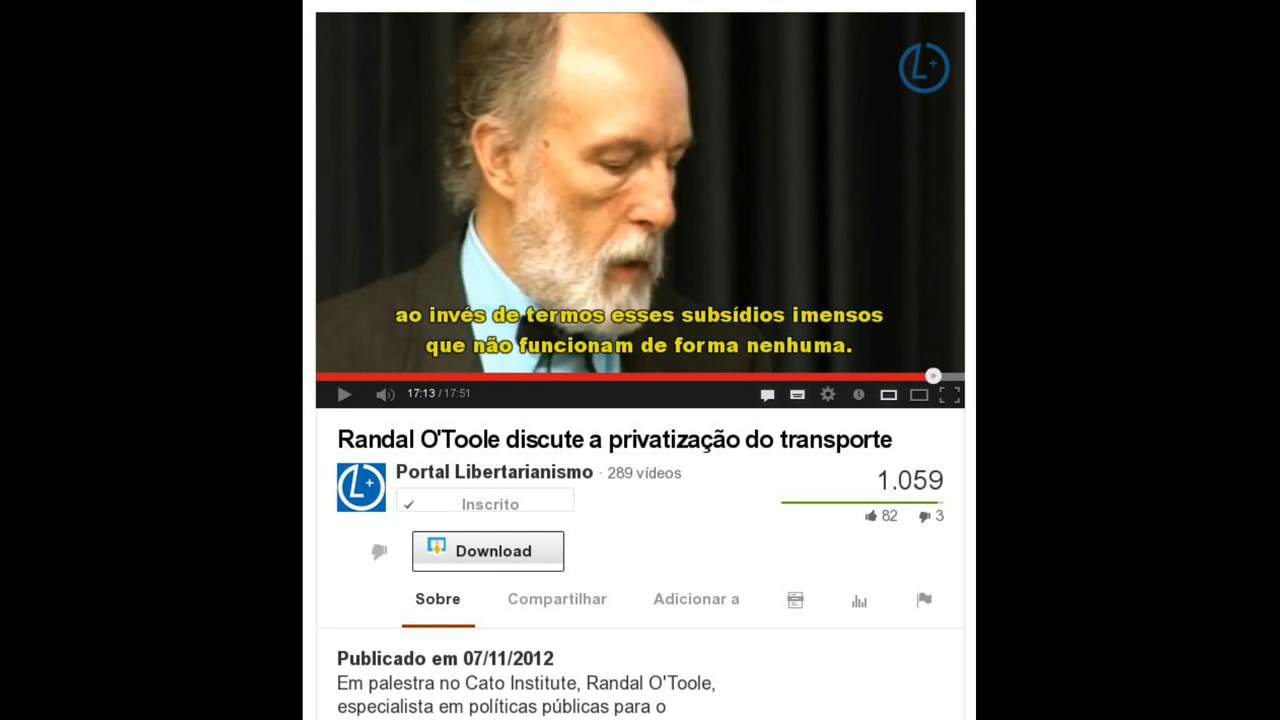 L+
ao invés de termos esses subsídios imensos
que não funcionam de forma nenhuma.
17:13 / 17:51
Randal O'Toole discute a privatização do transporte
L+
Portal Libertarianismo · 289 vídeos
1.059
✓ Inscrito
82 3
Download
Sobre Compartilhar Adicionar a
Publicado em 07/11/2012
Em palestra no Cato Institute, Randal O'Toole,
especialista em políticas públicas para o